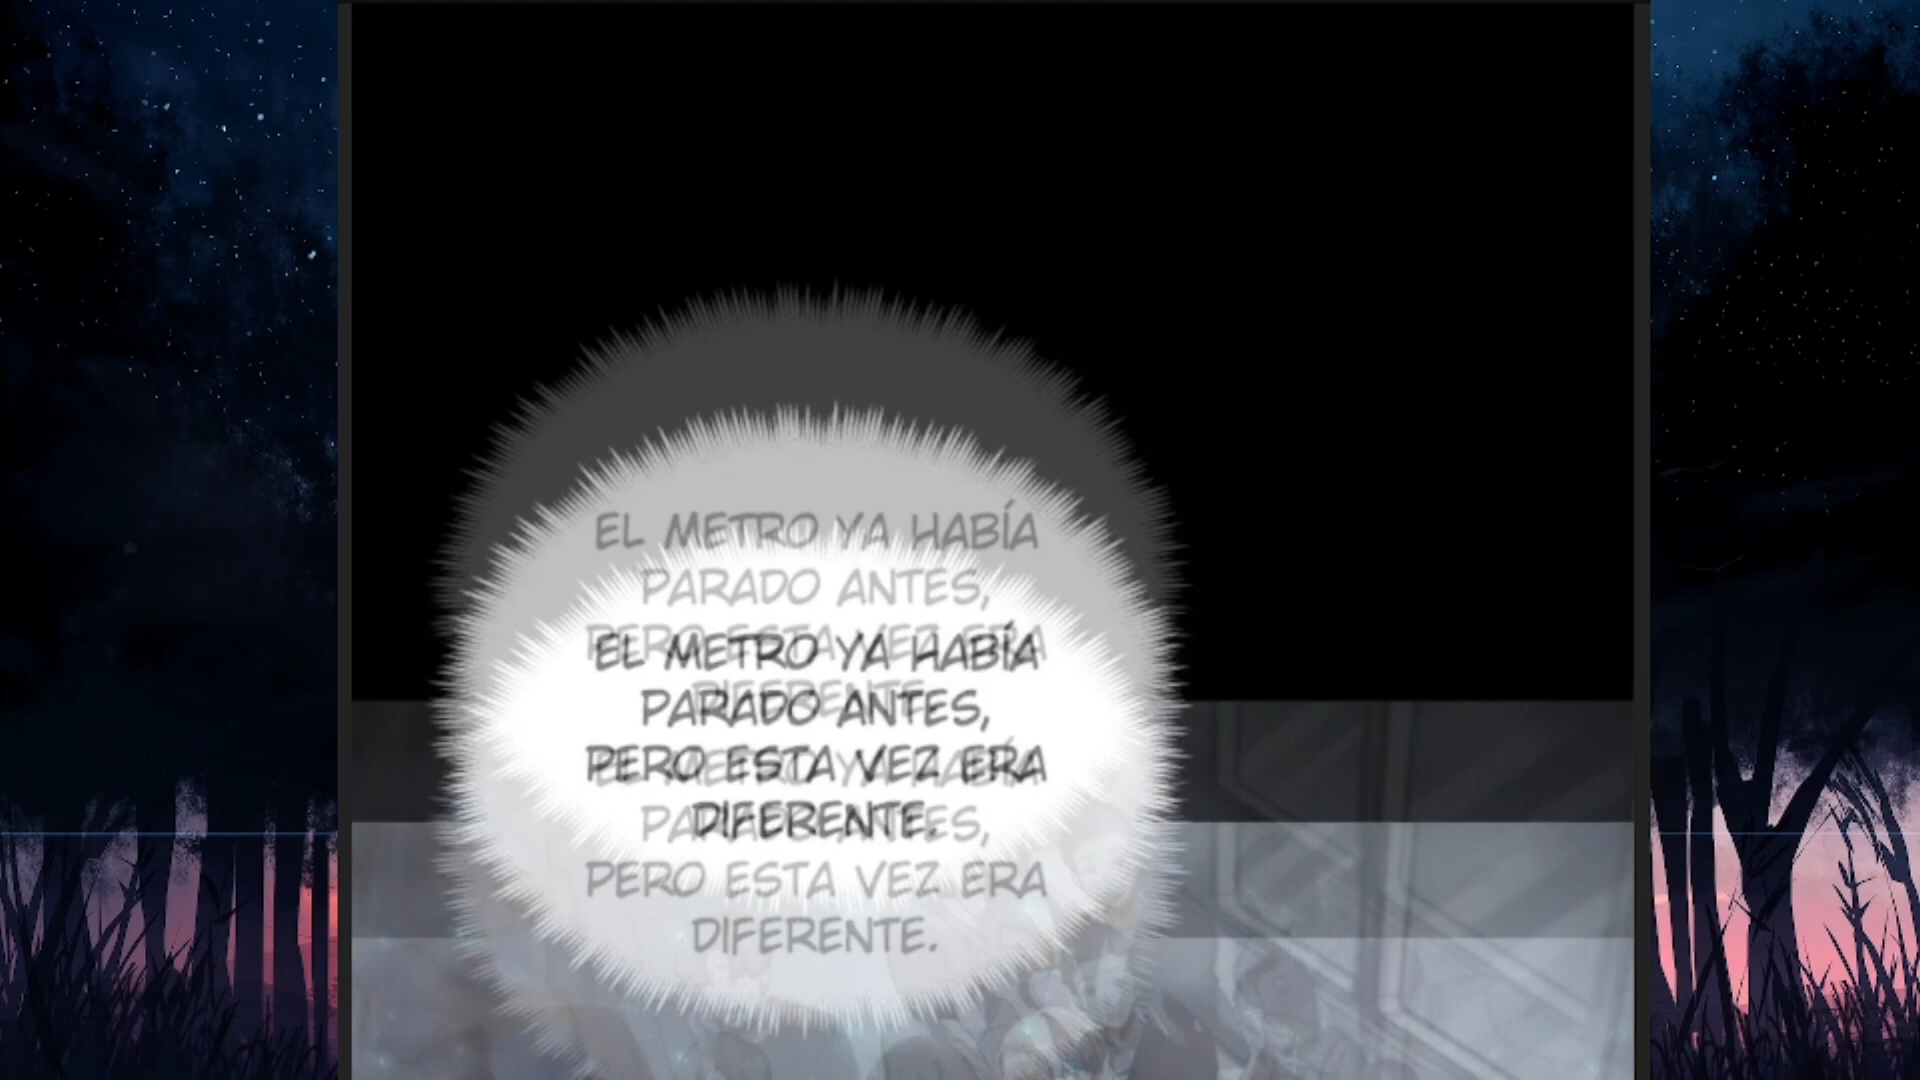 EL METRO YA HABÍA
PARADO ANTES,
PERO ESTA VEZ ERA
DIFERENTE.